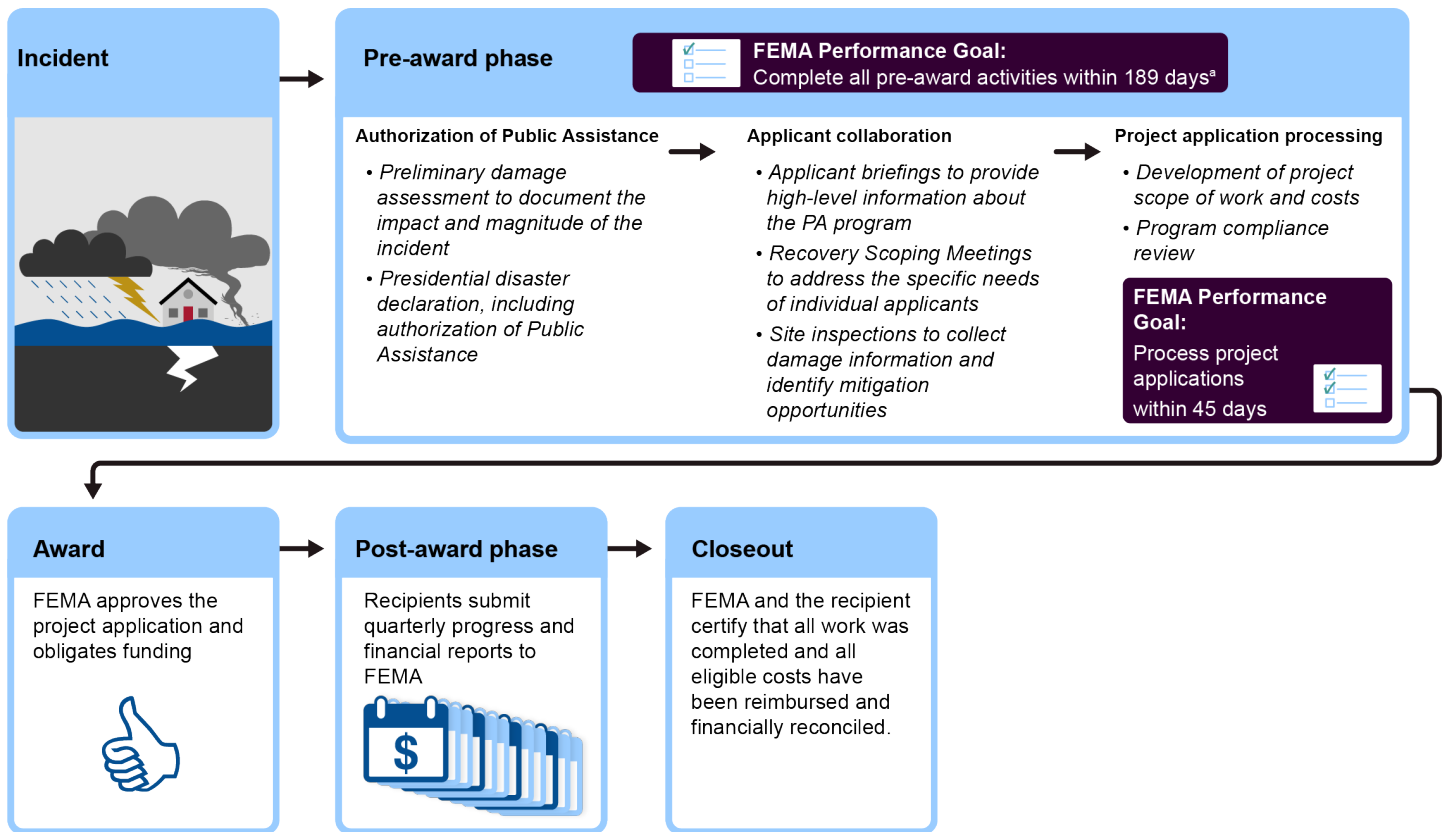 Incident
Pre-award phase
FEMA Performance Goal:
Complete all pre-award activities within 189 daysª
Authorization of Public Assistance
• Preliminary damage
assessment to document the
impact and magnitude of the
incident
• Presidential disaster
declaration, including
authorization of Public
Assistance
Applicant collaboration
• Applicant briefings to provide
high-level information about
the PA program
• Recovery Scoping Meetings
to address the specific needs
of individual applicants
• Site inspections to collect
damage information and
identify mitigation
opportunities
Project application processing
• Development of project
scope of work and costs
• Program compliance
review
FEMA Performance
Goal:
Process project
applications
within 45 days
Award
FEMA approves the
project application and
obligates funding
Post-award phase
Recipients submit
quarterly progress and
financial reports to
FEMA
$
Closeout
FEMA and the recipient
certify that all work was
completed and all
eligible costs have
been reimbursed and
financially reconciled.